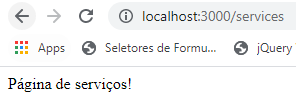 localhost:3000/services
Apps Seletores de Formu... jQuery
Página de serviços!